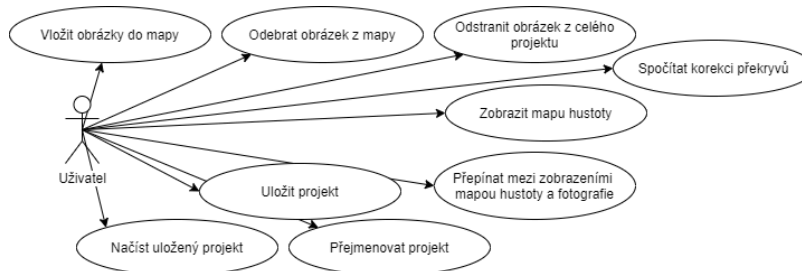 Vložit obrázky do mapy
Odebrat obrázek z mapy
Odstranit obrázek z celého
projektu
Spočítat korekci překryvů
Zobrazit mapu hustoty
Uživatel
Uložit projekt
Přepínat mezi zobrazeními
mapou hustoty a fotografie
Načíst uložený projekt
Přejmenovat projekt